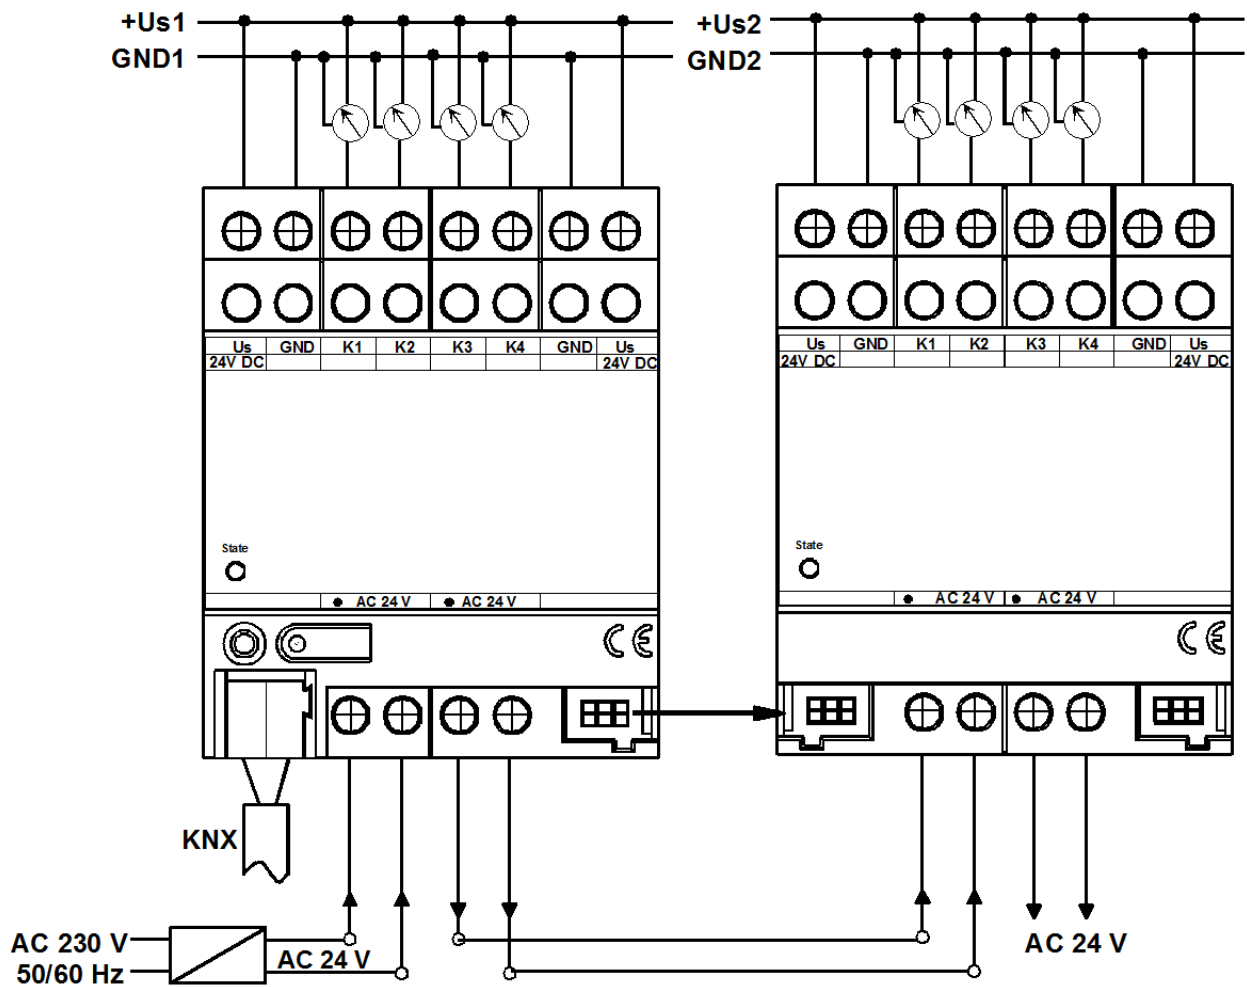 +Us1
GND1
+Us2
GND2
Us GND K1 K2 K3 K4 GND Us
24V DC 24V DC
Us GND K1 K2 K3 K4 GND Us
24V DC 24V DC
State
State
AC 24 V AC 24 V
AC 24 V AC 24 V
CE
CE
KNX
AC 230 V
50/60 Hz
AC 24 V
AC 24 V